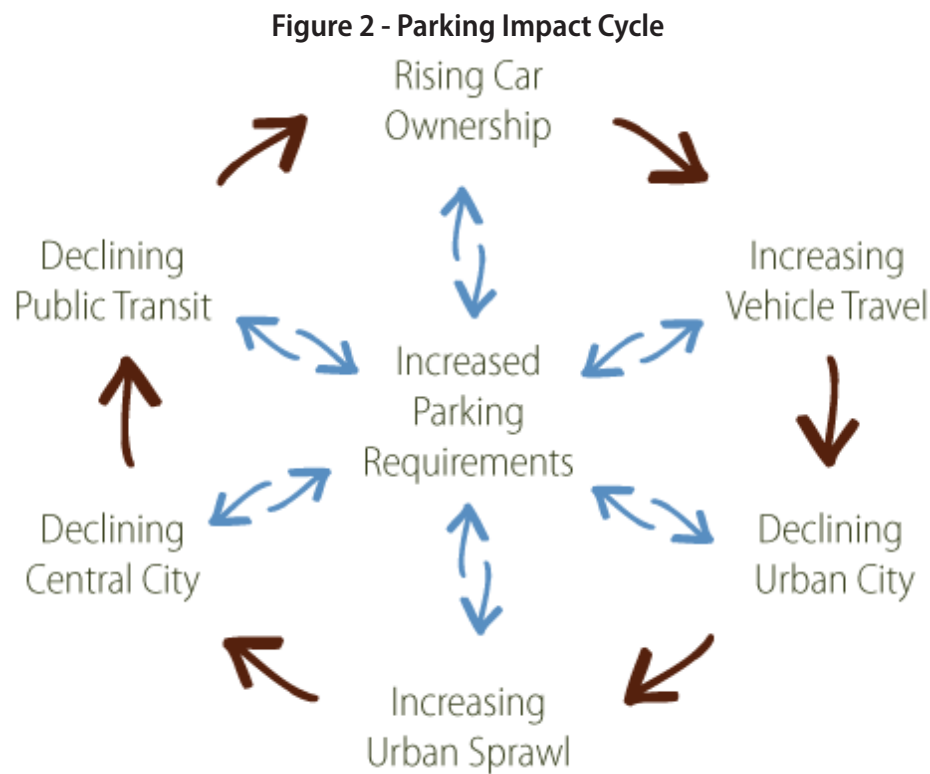 Figure 2 - Parking Impact Cycle
Rising Car
Ownership
Declining
Public Transit
Increasing
Vehicle Travel
Increased
Parking
Requirements
Declining
Central City
Declining
Urban City
Increasing
Urban Sprawl